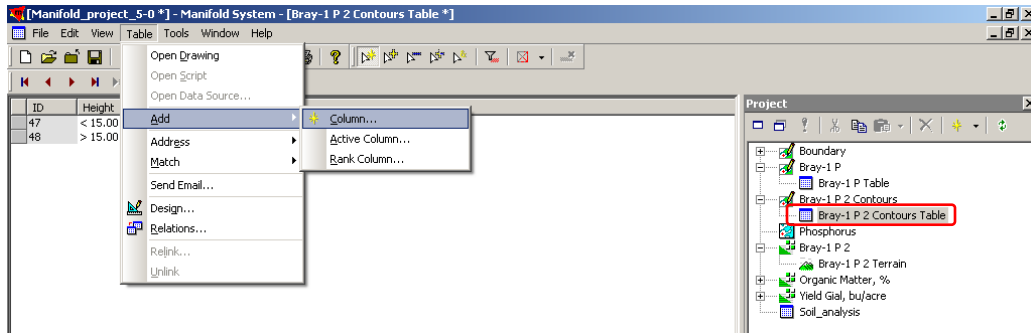 [Manifold_project_5-0 *] - Manifold System - [Bray-1 P 2 Contours Table *]
File Edit View Table Tools Window Help
Open Drawing
Open Script
Open Data Source...
Add
Address
Match
Send Email...
Design...
Relations...
Relink...
Unlink
Column...
Active Column...
Rank Column...
ID Height
47 < 15.00
48 > 15.00
Project
Boundary
Bray-1 P
Bray-1 P Table
Bray-1 P 2 Contours
Bray-1 P 2 Contours Table
Phosphorus
Bray-1 P 2
Bray-1 P 2 Terrain
Organic Matter, %
Yield Gial, bu/acre
Soil_analysis